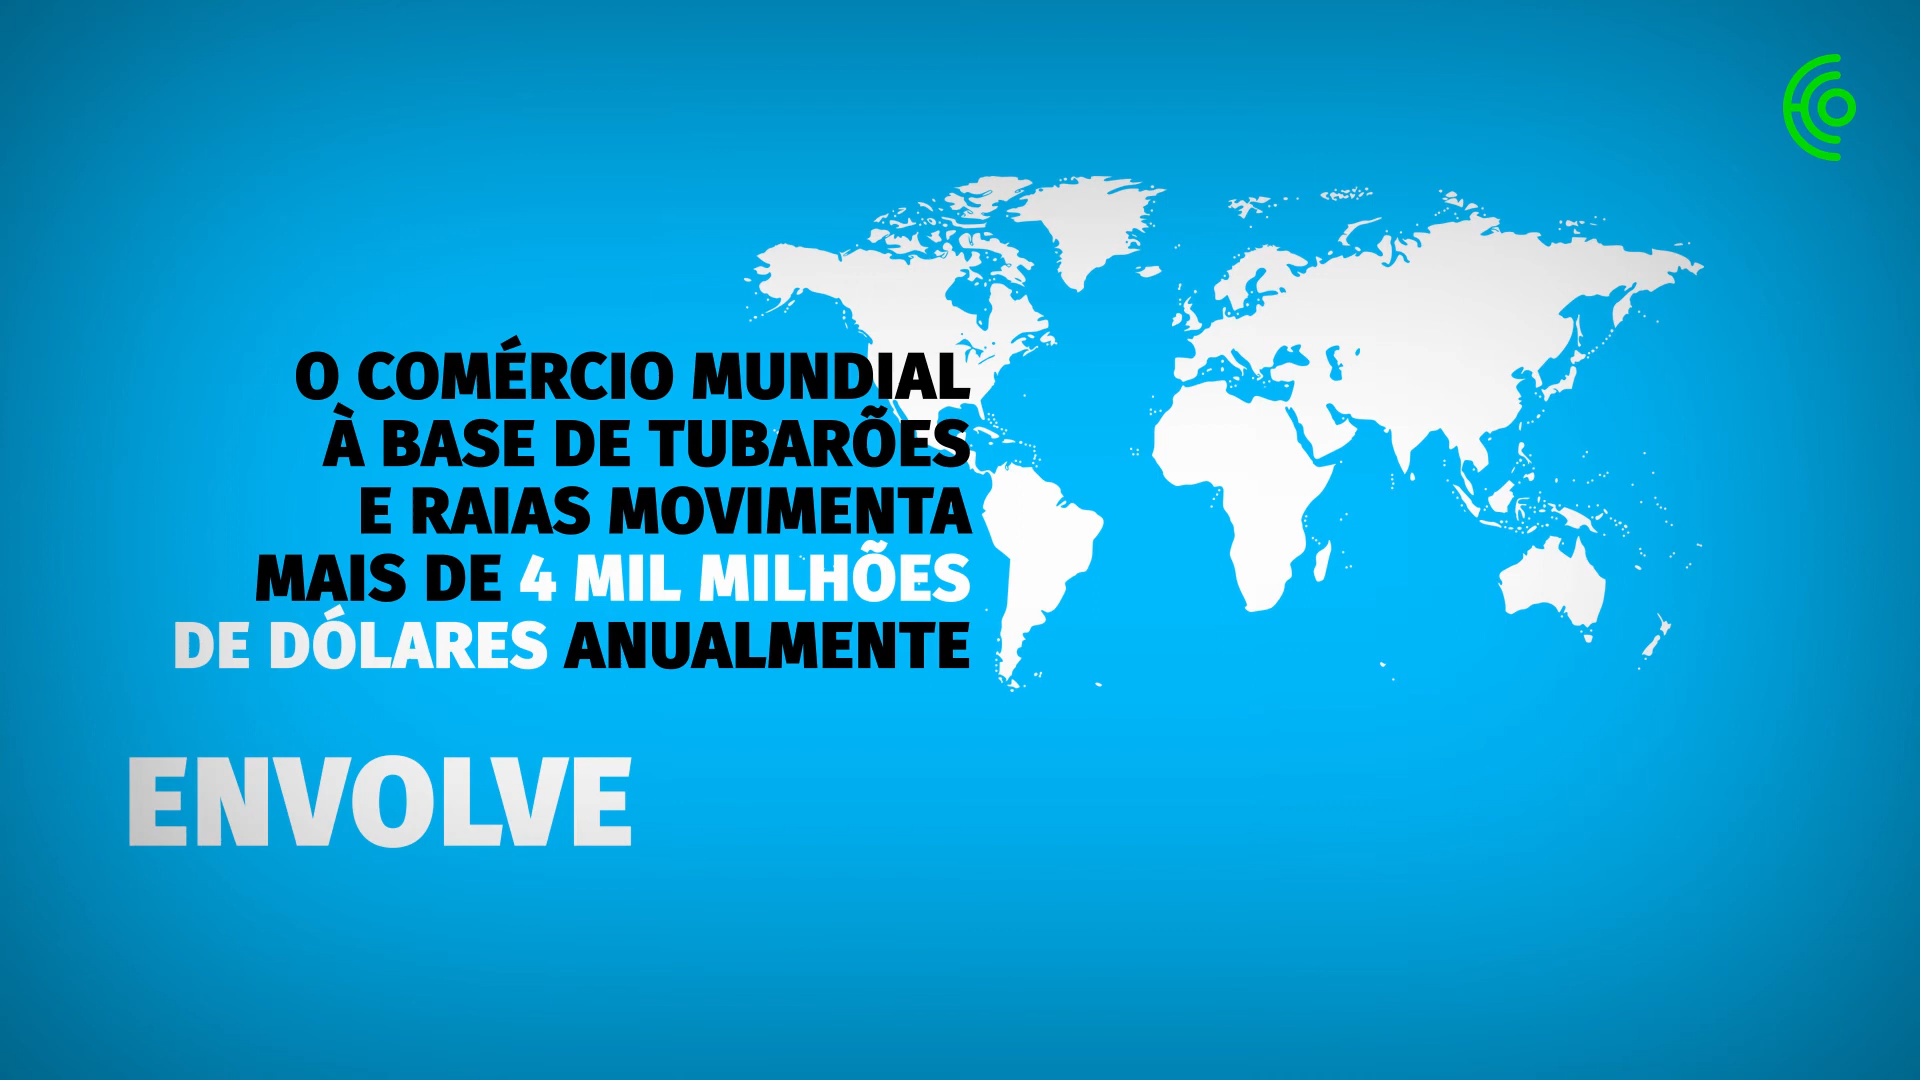 O COMÉRCIO MUNDIAL
À BASE DE TUBARÕES
E RAIAS MOVIMENTA
MAIS DE 4 MIL MILHÕES
DE DÓLARES ANUALMENTE
ENVOLVE